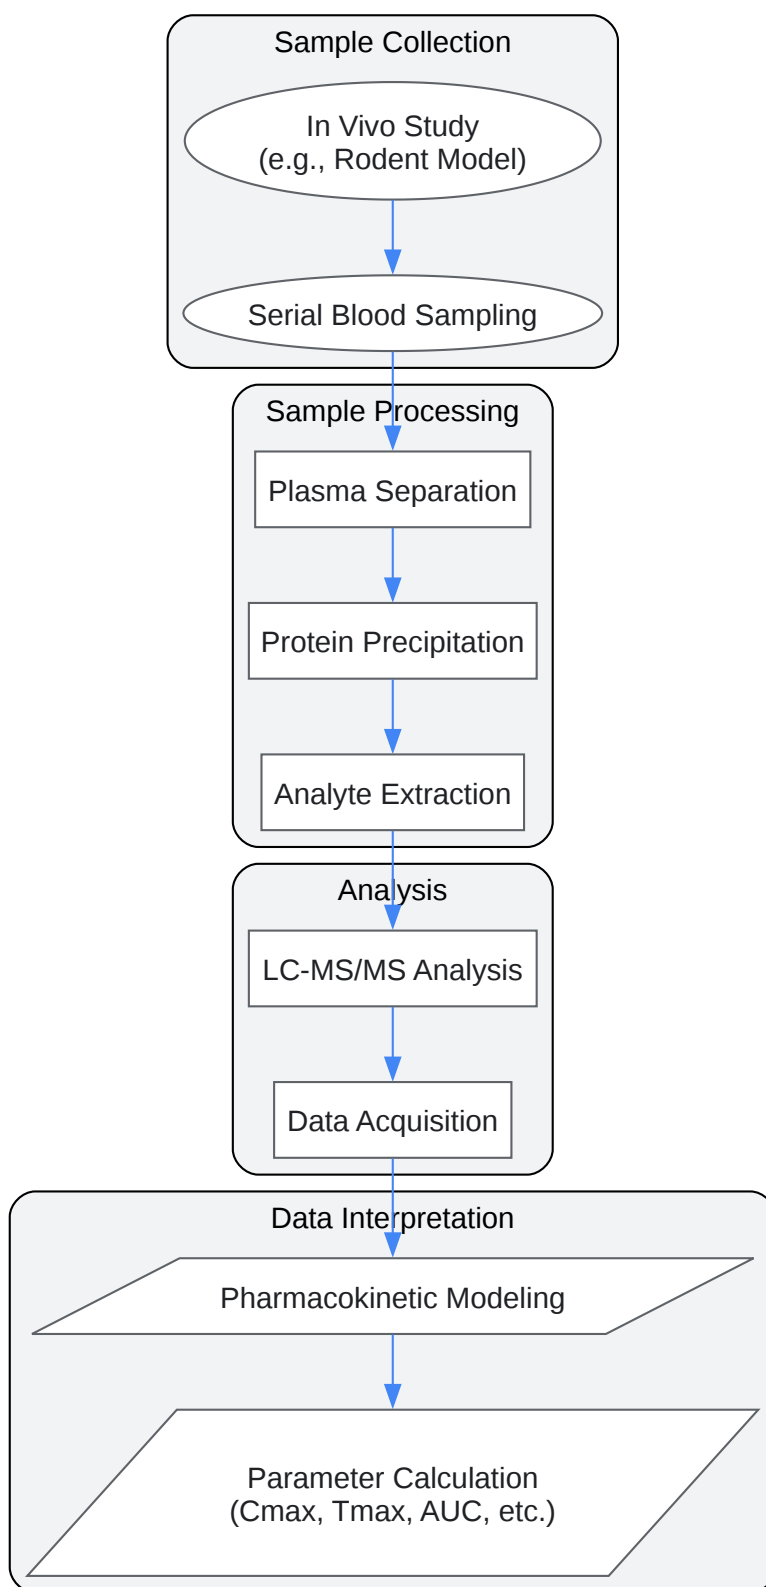 Sample Collection
In Vivo Study
(e.g., Rodent Model)
Serial Blood Sampling
Sample Processing
Plasma Separation
Protein Precipitation
Analyte Extraction
Analysis
LC-MS/MS Analysis
Data Acquisition
Data Interpretation
Pharmacokinetic Modeling
Parameter Calculation
(Cmax, Tmax, AUC, etc.)